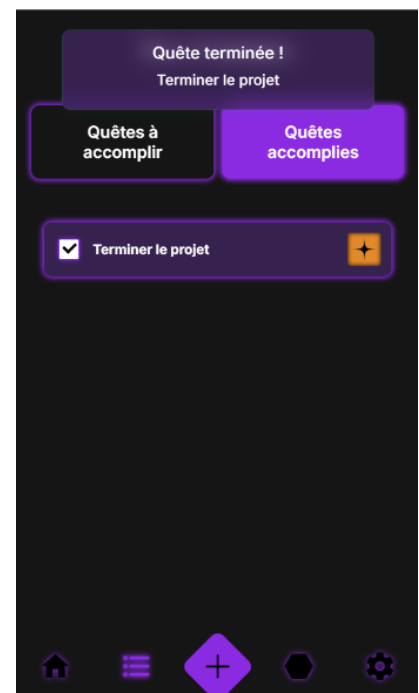 Quête terminée !
Terminer le projet
Quêtes à
accomplir
Quêtes
accomplies
Terminer le projet